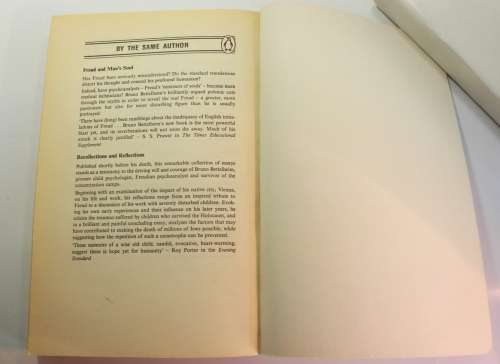 BY THE SAME AUTHOR
Freud and Man's Soul
Has Freud been seriously misunderstood? Do the standard translations
distort his thought and conceal his profound humanism?
Indeed, have psychoanalysts – Freud's 'ministers of souls' – become mere
soulless technicians? Bruno Bettelheim's brilliantly argued polemic cuts
through the myths in order to reveal the real Freud – a greater, more
passionate but also far more disturbing figure than he is usually
portrayed.
'There have [long] been rumblings about the inadequacy of English trans-
lations of Freud . . . Bruno Bettelheim's new book is the most powerful
blast yet, and its reverberations will not soon die away. Much of his
attack is clearly justified' – S. S. Prawer in The Times Educational
Supplement
Recollections and Reflections
Published shortly before his death, this remarkable collection of essays
stands as a testimony to the driving will and courage of Bruno Bettelheim,
greatest child psychologist, Freudian psychoanalyst and survivor of the
concentration camps.
Beginning with an examination of the impact of his native city, Vienna,
on his life and work, his reflections range from an inspired tribute to
Freud to a discussion of his work with severely disturbed children. Evok-
ing his own early experiences and their influence on his later years, he
relates the traumas suffered by children who survived the Holocaust, and
in a brilliant and painful concluding essay, analyses the factors that may
have contributed to making the death of millions of Jews possible, while
suggesting how the repetition of such a catastrophe can be prevented.
'These memoirs of a wise old child: candid, evocative, heart-warming,
suggest there is hope yet for humanity' – Roy Porter in the Evening
Standard